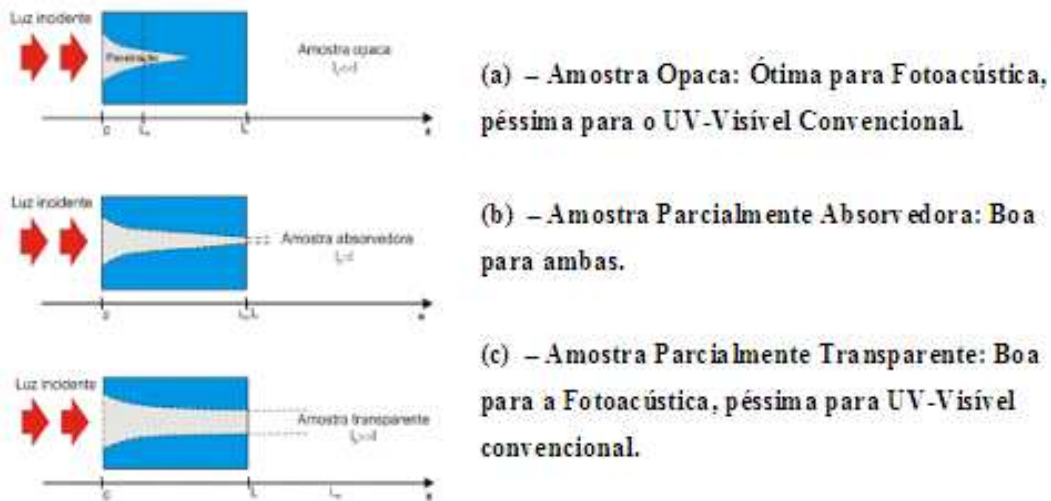 Luz incidente
Penetração
Amostra opaca
(a) – Amostra Opaca: Ótima para Fotoacústica,
péssima para o UV-Visível Convencional.
Luz incidente
Amostra absorvedora
(b) – Amostra Parcialmente Absorvedora: Boa
para ambas.
Luz incidente
Amostra transparente
(c) – Amostra Parcialmente Transparente: Boa
para a Fotoacústica, péssima para UV-Visível
convencional.